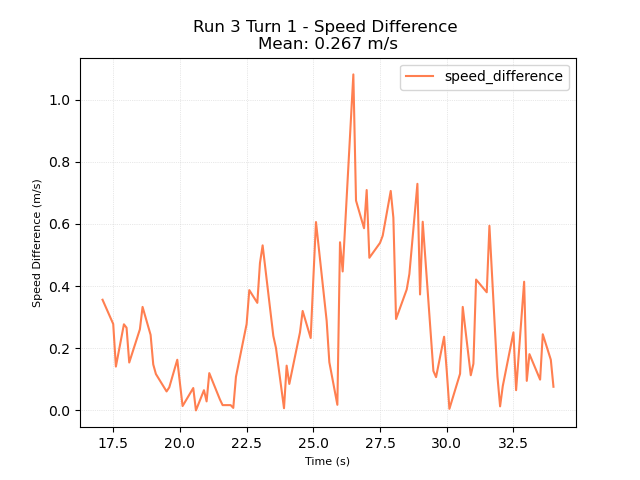 Run 3 Turn 1 - Speed Difference
Mean: 0.267 m/s
speed_difference
1.0
0.8
0.6
0.4
0.2
0.0
Speed Difference (m/s)
17.5 20.0 22.5 25.0 27.5 30.0 32.5
Time (s)